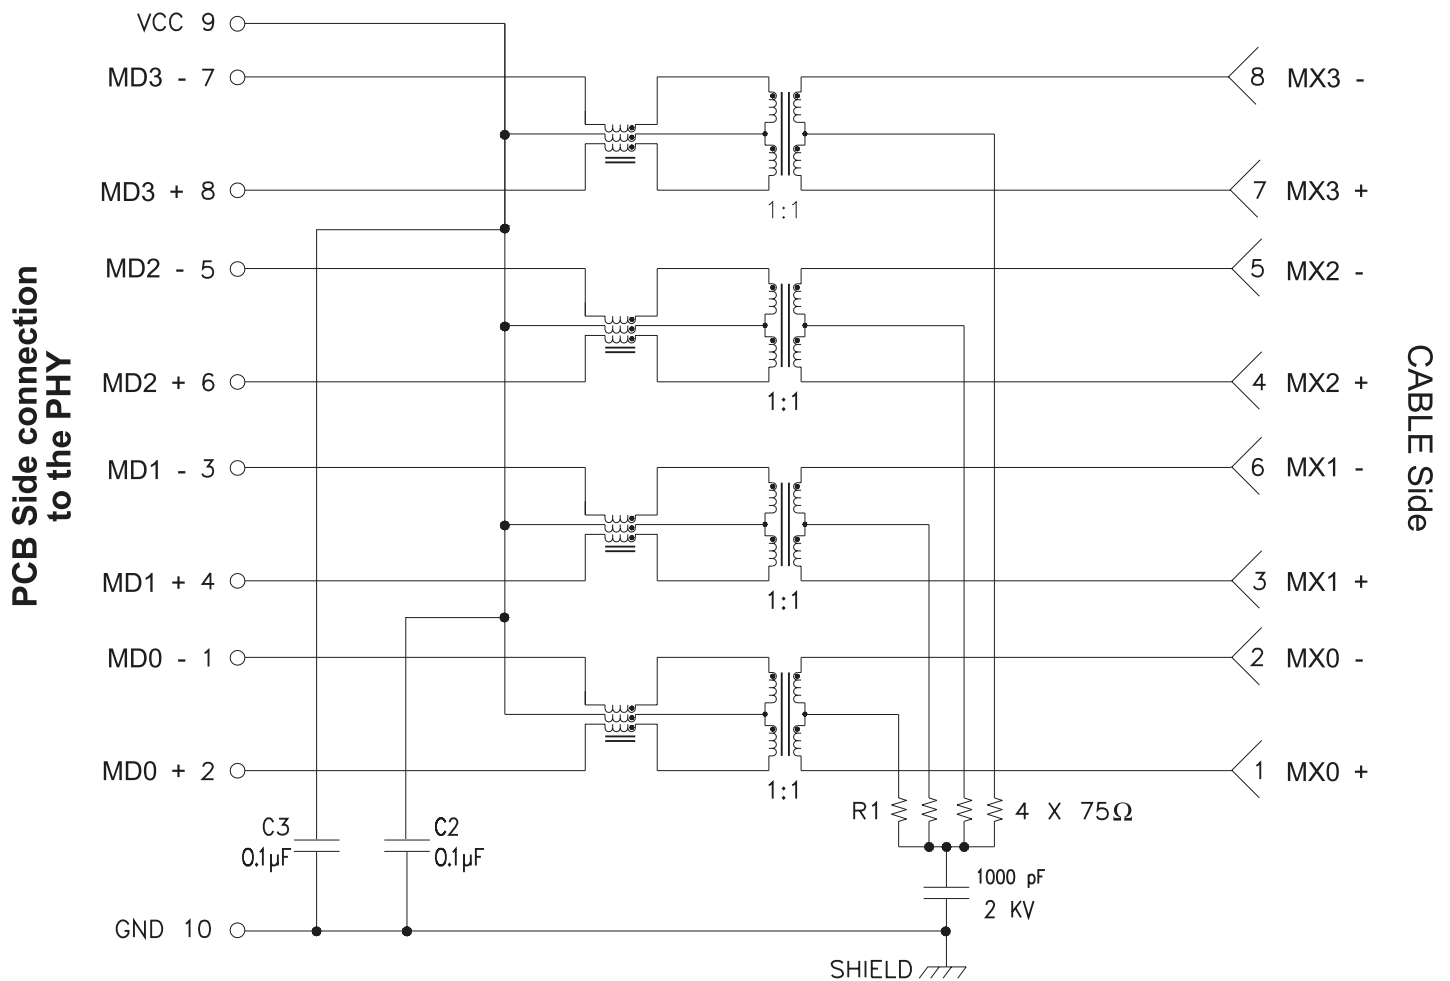 VCC 9
MD3 - 7
8 MX3 -
MD3 + 8
7 MX3 +
1:1
MD2 - 5
5 MX2 -
MD2 + 6
4 MX2 +
1:1
PCB Side connection
to the PHY
CABLE Side
MD1 - 3
6 MX1 -
MD1 + 4
3 MX1 +
1:1
MD0 - 1
2 MX0 -
MD0 + 2
1 MX0 +
1:1
R1
4 X 75Ω
C3
0.1µF
C2
0.1µF
1000 pF
2 KV
GND 10
SHIELD